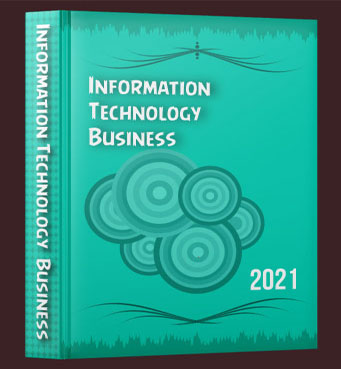 Information Technology Business
Information
Technology
Business
2021